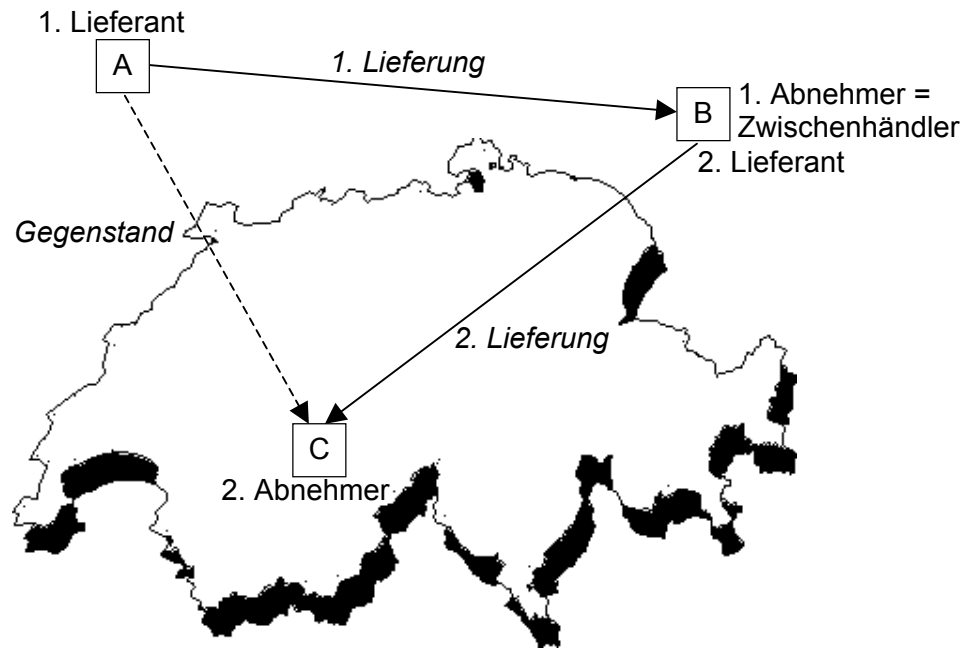 1. Lieferant
A
1. Lieferung
B
1. Abnehmer =
Zwischenhändler
2. Lieferant
Gegenstand
2. Lieferung
C
2. Abnehmer